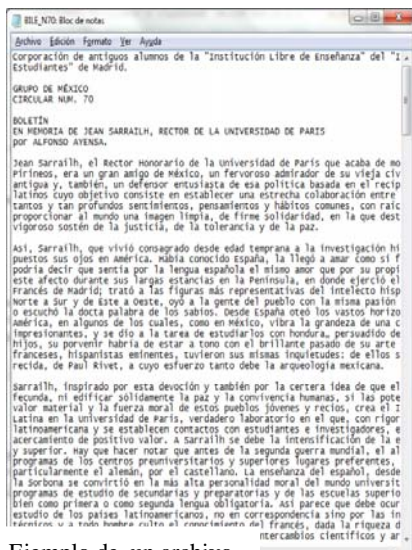 BILE_N70: Bloc de notas
Archivo Edición Formato Ver Ayuda
Corporación de antiguos alumnos de la "Institución Libre de Enseñanza" del "I
Estudiantes" de Madrid.
GRUPO DE MÉXICO
CIRCULAR NUM. 70
BOLETÍN
EN MEMORIA DE JEAN SARRAILH, RECTOR DE LA UNIVERSIDAD DE PARIS
por ALFONSO AYENSA.
Jean Sarrailh, el Rector Honorario de la Universidad de París que acaba de mo
Pirineos, era un gran amigo de México, un fervoroso admirador de su vieja civ
antigua y, también, un defensor entusiasta de esa política basada en el recip
latinos cuyo objetivo consiste en establecer una estrecha colaboración entre
tantos y tan profundos sentimientos, pensamientos y hábitos comunes, con raíc
proporcionar al mundo una imagen limpia, de firme solidaridad, en la que dest
vigoroso sostén de la justicia, de la tolerancia y de la paz.
Así, Sarrailh, que vivió consagrado desde edad temprana a la investigación hi
puestos sus ojos en América. Había conocido España, la llegó a amar como si f
podría decir que sentía por la lengua española el mismo amor que por su propi
este afecto durante sus largas estancias en la Península, en donde ejerció el
Francés de Madrid; trató a las figuras representativas del intelecto hisp
Norte a Sur y de Este a Oeste, oyó a la gente del pueblo con la misma pasión
o escuchó la docta palabra de los sabios. Desde España oteó los vastos horizo
América, en algunos de los cuales, como en México, vibra la grandeza de una c
impresionantes, y se dio a la tarea de estudiarlos con hondura, persuadido de
hijos, su porvenir habría de estar a tono con el brillante pasado de su arte
franceses, hispanistas eminentes, tuvieron sus mismas inquietudes: de ellos s
recida, de Paul Rivet, a cuyo esfuerzo tanto debe la arqueología mexicana.
Sarrailh, inspirado por esta devoción y también por la certera idea de que el
fecunda, ni edificar sólidamente la paz y la convivencia humanas, si las pote
valor material y la fuerza moral de estos pueblos jóvenes y recios, crea el I
Latina en la Universidad de París, verdadero laboratorio en el que, con rigor
latinoamericana y se establecen contactos con estudiantes e investigadores, e
acercamiento de positivo valor. A Sarrailh se debe la intensificación de la e
y superior. Hay que hacer notar que antes de la segunda guerra mundial, el al
programas de los centros preuniversitarios y superiores lugares preferentes,
particularmente el alemán, por el castellano. La enseñanza del español, desde
la Sorbona se convirtió en la más alta personalidad moral del mundo universit
programas de estudio de secundarias y preparatorias y de las escuelas superio
bien como primera o como segunda lengua obligatoria. Así parece que debe ocur
estudio de los países latinoamericanos, no en correspondencia sino por las in
términos y a todo hombre culto el conocimiento del francés, dada la riqueza d
ntercambios científicos y ar
Ejemplo de un archivo